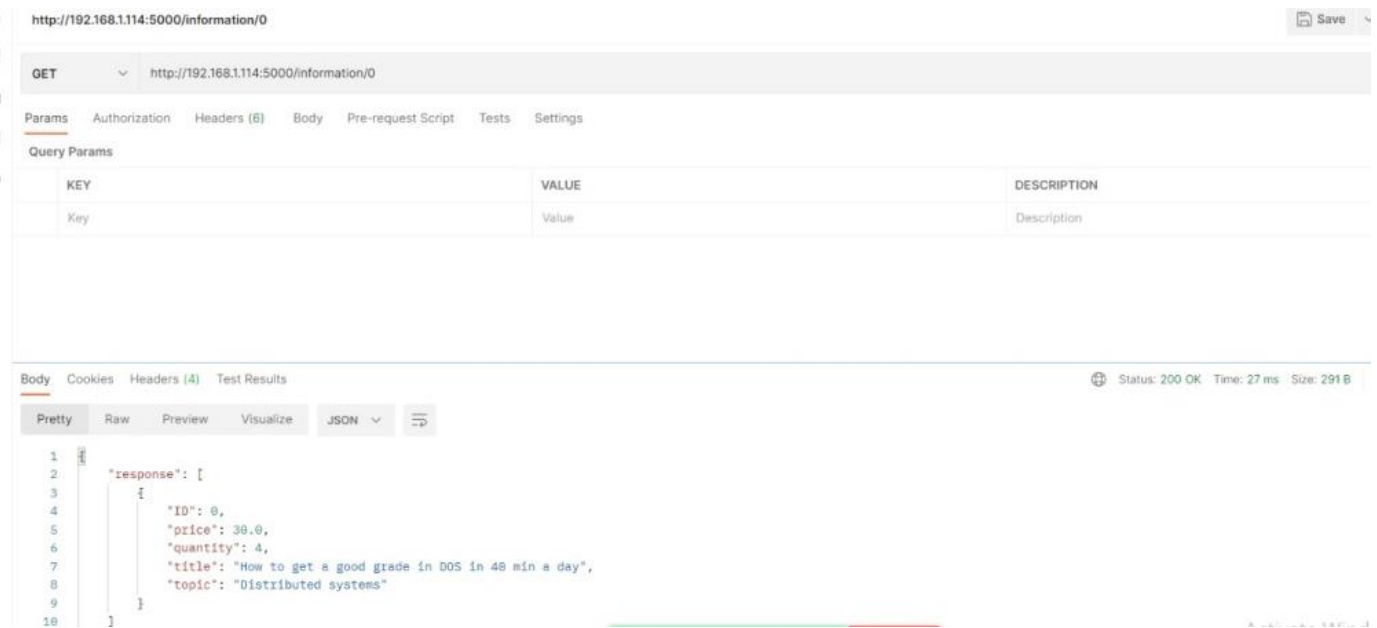 http://192.168.1.114:5000/information/0 Save
GET http://192.168.1.114:5000/information/0
Params Authorization Headers (6) Body Pre-request Script Tests Settings
Query Params
KEY VALUE DESCRIPTION
Key Value Description
Body Cookies Headers (4) Test Results Status: 200 OK Time: 27 ms Size: 291 B
Pretty Raw Preview Visualize JSON
1 {
2 "response": [
3 {
4 "ID": 0,
5 "price": 30.0,
6 "quantity": 4,
7 "title": "How to get a good grade in DOS in 40 min a day",
8 "topic": "Distributed systems"
9 }
10 ]